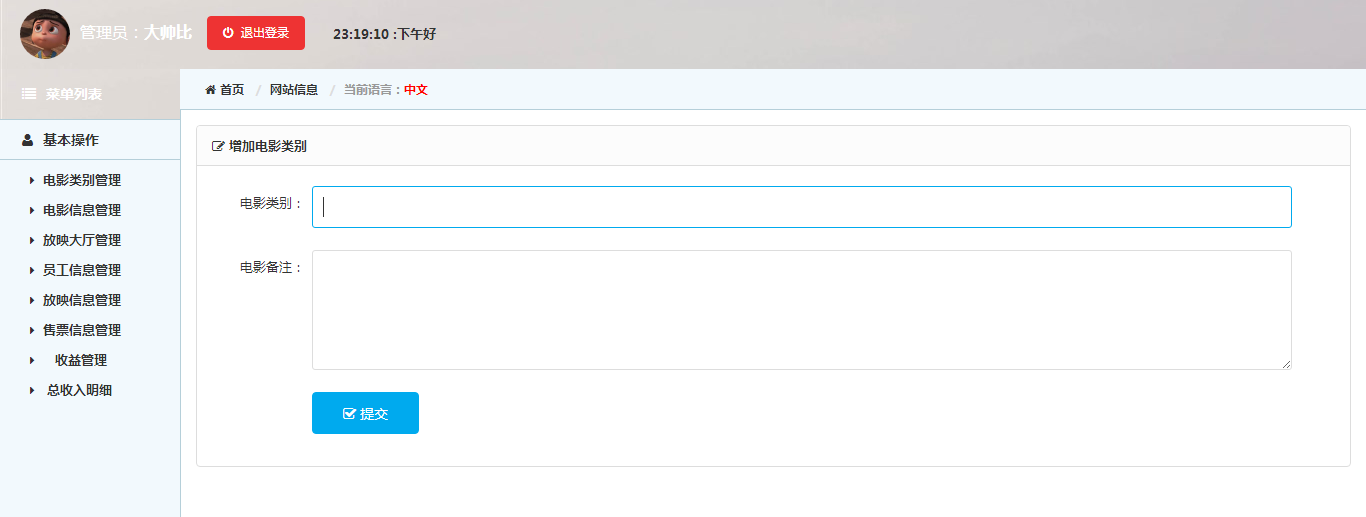 管理员：大帅比 退出登录 23:19:10 :下午好
菜单列表
首页 / 网站信息 / 当前语言：中文
基本操作
电影类别管理
电影信息管理
放映大厅管理
员工信息管理
放映信息管理
售票信息管理
收益管理
总收入明细
增加电影类别
电影类别：
电影备注：
提交